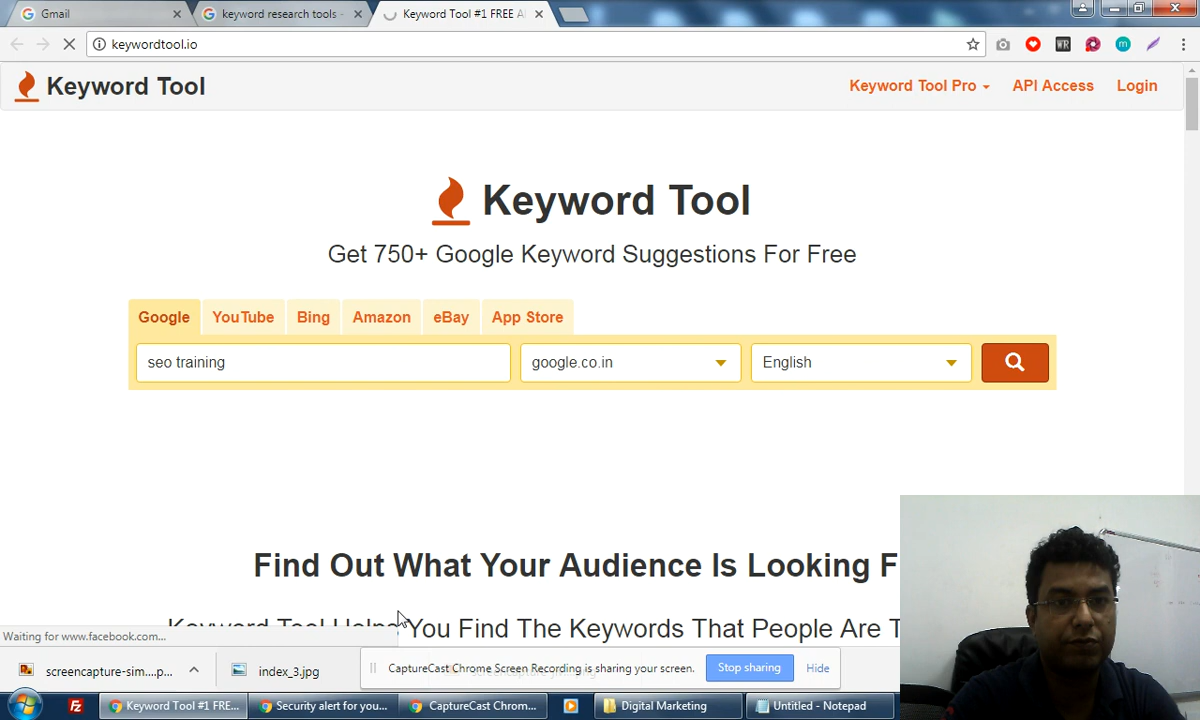 Gmail
keyword research tools -
Keyword Tool #1 FREE A
keywordtool.io
WR
m
Keyword Tool
Keyword Tool Pro
API Access
Login
Keyword Tool
Get 750+ Google Keyword Suggestions For Free
Google
YouTube
Bing
Amazon
eBay
App Store
seo training
google.co.in
English
Find Out What Your Audience Is Looking F
Keyword Tool Helps You Find The Keywords That People Are T
Waiting for www.facebook.com...
screencapture-sim....p...
index_3.jpg
CaptureCast Chrome Screen Recording is sharing your screen.
Stop sharing
Hide
Keyword Tool #1 FRE...
Security alert for you...
CaptureCast Chrom...
Digital Marketing
Untitled - Notepad